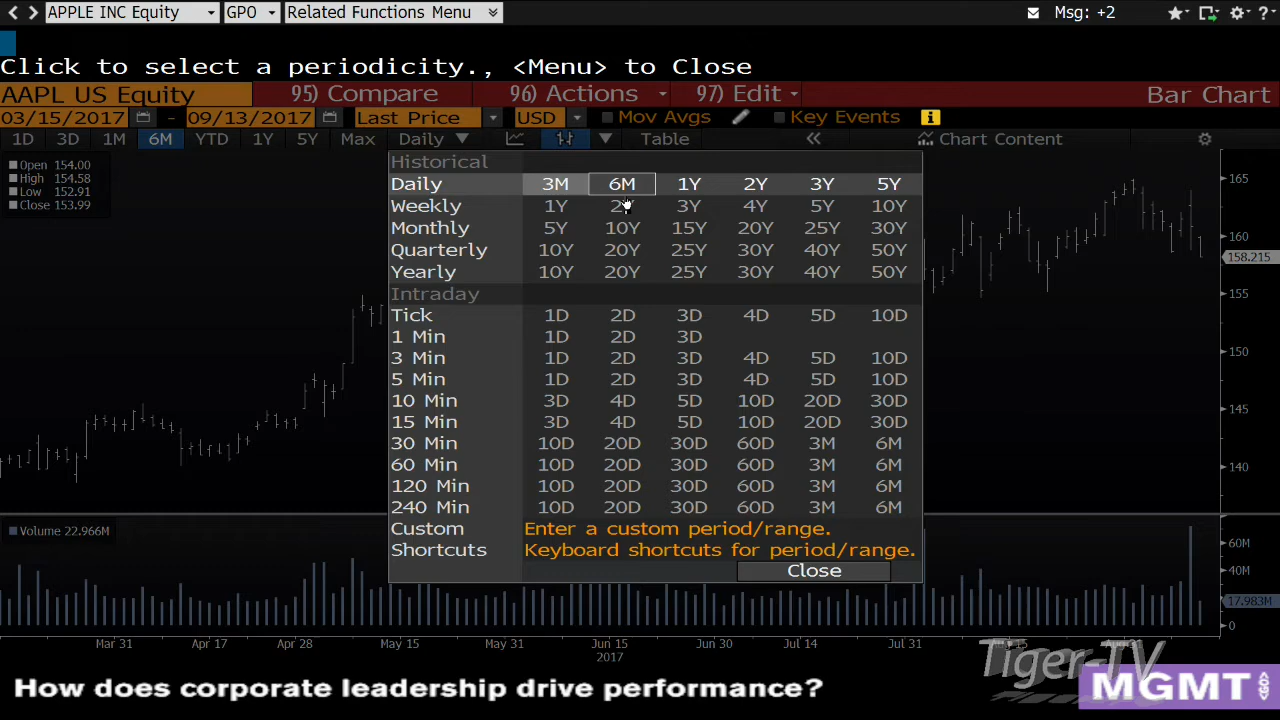 APPLE INC Equity GPO Related Functions Menu Msg: +2
Click to select a periodicity., <Menu> to Close
AAPL US Equity 95) Compare 96) Actions 97) Edit Bar Chart
03/15/2017 - 09/13/2017 Last Price USD Mov Avgs Key Events
1D 3D 1M 6M YTD 1Y 5Y Max Daily Table Chart Content
Open 154.00
High 154.58
Low 152.91
Close 153.99
Historical
Daily 3M 6M 1Y 2Y 3Y 5Y
Weekly 1Y 2Y 3Y 4Y 5Y 10Y
Monthly 5Y 10Y 15Y 20Y 25Y 30Y
Quarterly 10Y 20Y 25Y 30Y 40Y 50Y
Yearly 10Y 20Y 25Y 30Y 40Y 50Y
Intraday
Tick 1D 2D 3D 4D 5D 10D
1 Min 1D 2D 3D
3 Min 1D 2D 3D 4D 5D 10D
5 Min 1D 2D 3D 4D 5D 10D
10 Min 3D 4D 5D 10D 20D 30D
15 Min 3D 4D 5D 10D 20D 30D
30 Min 10D 20D 30D 60D 3M 6M
60 Min 10D 20D 30D 60D 3M 6M
120 Min 10D 20D 30D 60D 3M 6M
240 Min 10D 20D 30D 60D 3M 6M
Custom Enter a custom period/range.
Shortcuts Keyboard shortcuts for period/range.
Close
165
160
158.215
155
150
145
140
Volume 22.966M
60M
40M
17.983M
0
Mar 31 Apr 17 Apr 28 May 15 May 31 Jun 15 Jun 30 Jul 14 Jul 31
2017
Tiger-TV
How does corporate leadership drive performance?
MGMT